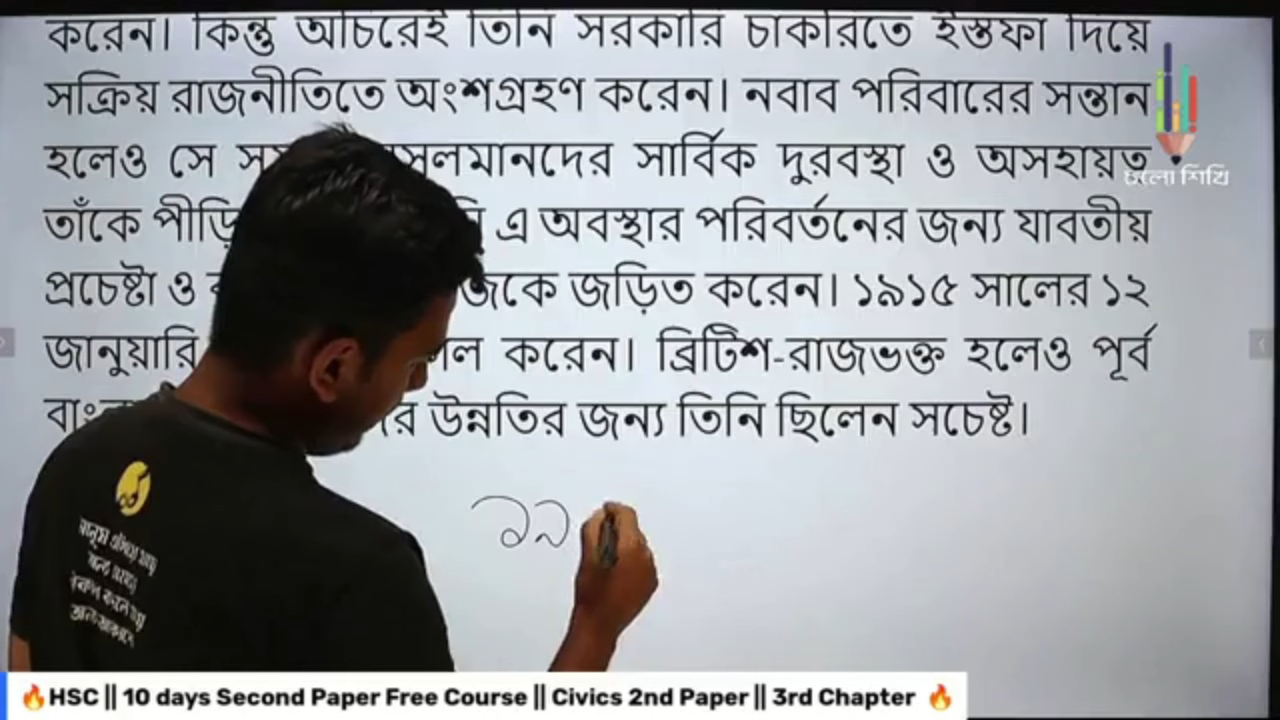 করেন। কিন্তু অচিরেই তিনি সরকারি চাকরিতে ইস্তফা দিয়ে
সক্রিয় রাজনীতিতে অংশগ্রহণ করেন। নবাব পরিবারের সন্তান
হলেও সে সলমানদের সার্বিক দুরবস্থা ও অসহায়ত্ব
তাঁকে পীড়ি এ অবস্থার পরিবর্তনের জন্য যাবতীয়
প্রচেষ্টা ও জকে জড়িত করেন। ১৯১৫ সালের ১২
জানুয়ারি করেন। ব্রিটিশ-রাজভক্ত হলেও পূর্ব
উন্নতির জন্য তিনি ছিলেন সচেষ্ট।
চলো শিখি
১৯
🔥HSC || 10 days Second Paper Free Course || Civics 2nd Paper || 3rd Chapter 🔥